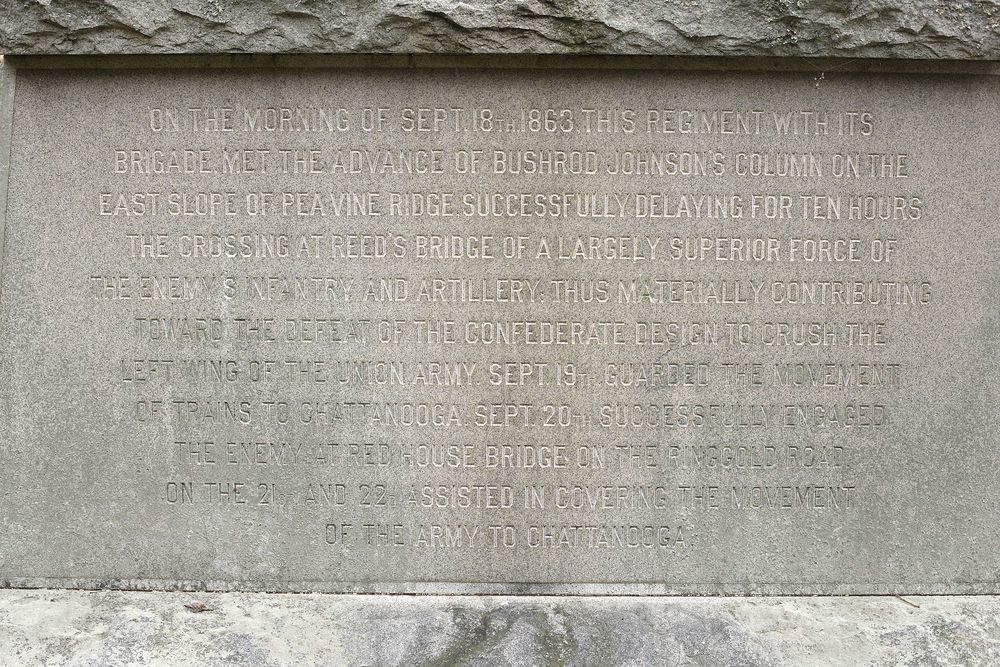 ON THE MORNING OF SEPT. 18TH. 1863, THIS REGIMENT WITH ITS
BRIGADE, MET THE ADVANCE OF BUSHROD JOHNSON'S COLUMN ON THE
EAST SLOPE OF PEAVINE RIDGE, SUCCESSFULLY DELAYING FOR TEN HOURS
THE CROSSING AT REED'S BRIDGE OF A LARGELY SUPERIOR FORCE OF
THE ENEMY'S INFANTRY AND ARTILLERY; THUS MATERIALLY CONTRIBUTING
TOWARD THE DEFEAT, OF THE CONFEDERATE DESIGN TO CRUSH THE
LEFT WING OF THE UNION ARMY. SEPT. 19TH. GUARDED THE MOVEMENT
OF TRAINS TO CHATTANOOGA. SEPT. 20TH. SUCCESSFULLY ENGAGED
THE ENEMY AT RED HOUSE BRIDGE ON THE RINGGOLD ROAD.
ON THE 21ST AND 22D ASSISTED IN COVERING THE MOVEMENT
OF THE ARMY TO CHATTANOOGA.